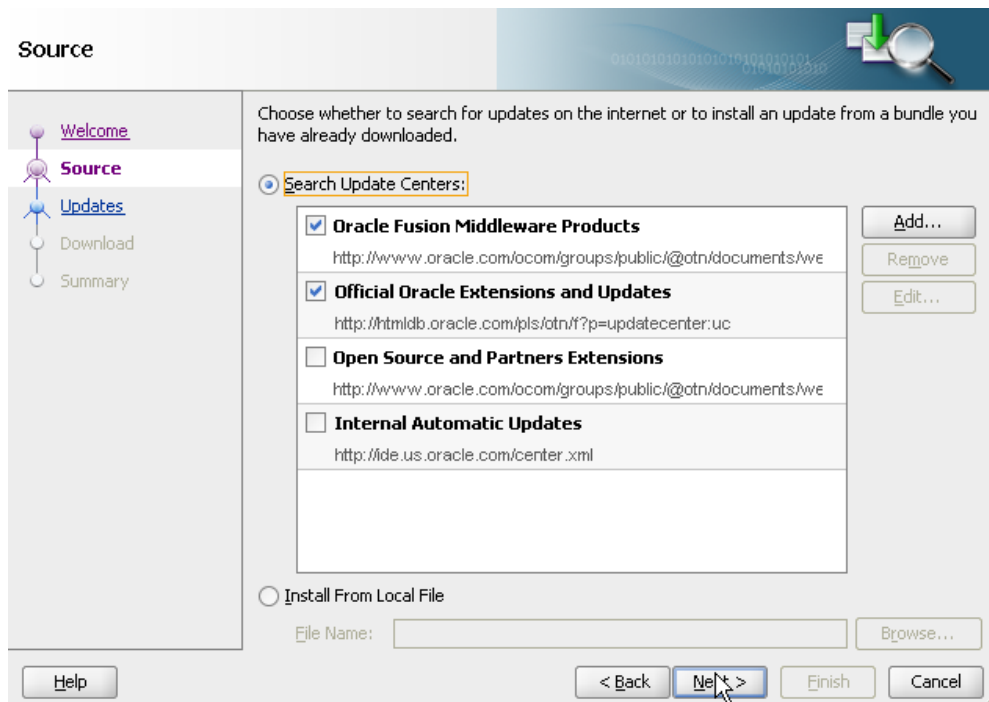 Source
01010101010101010101010101
01010101010
Welcome
Source
Updates
Download
Summary
Choose whether to search for updates on the internet or to install an update from a bundle you
have already downloaded.
Search Update Centers:
Oracle Fusion Middleware Products
http://www.oracle.com/ocom/groups/public/@otn/documents/we
Official Oracle Extensions and Updates
http://htmldb.oracle.com/pls/otn/f?p=updatecenter:uc
Open Source and Partners Extensions
http://www.oracle.com/ocom/groups/public/@otn/documents/we
Internal Automatic Updates
http://ide.us.oracle.com/center.xml
Add...
Remove
Edit...
Install From Local File
File Name:
Browse...
Help
< Back
Next >
Finish
Cancel